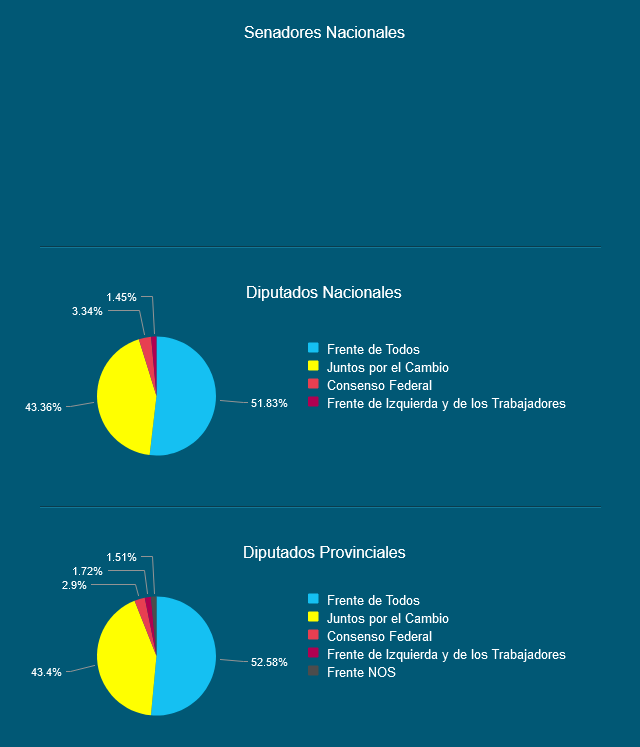 Senadores Nacionales
Diputados Nacionales
1.45%
3.34%
43.36%
51.83%
Frente de Todos
Juntos por el Cambio
Consenso Federal
Frente de Izquierda y de los Trabajadores
Diputados Provinciales
1.51%
1.72%
2.9%
43.4%
52.58%
Frente de Todos
Juntos por el Cambio
Consenso Federal
Frente de Izquierda y de los Trabajadores
Frente NOS